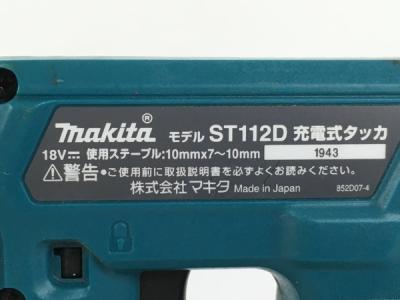 makita® モデル ST112D 充電式タッカ
18V⎓ 使用ステープル:10mmx7～10mm 1943
⚠警告 ●ご使用前に取扱説明書を必ずお読みください。
株式会社マキタ Made in Japan 852D07-4